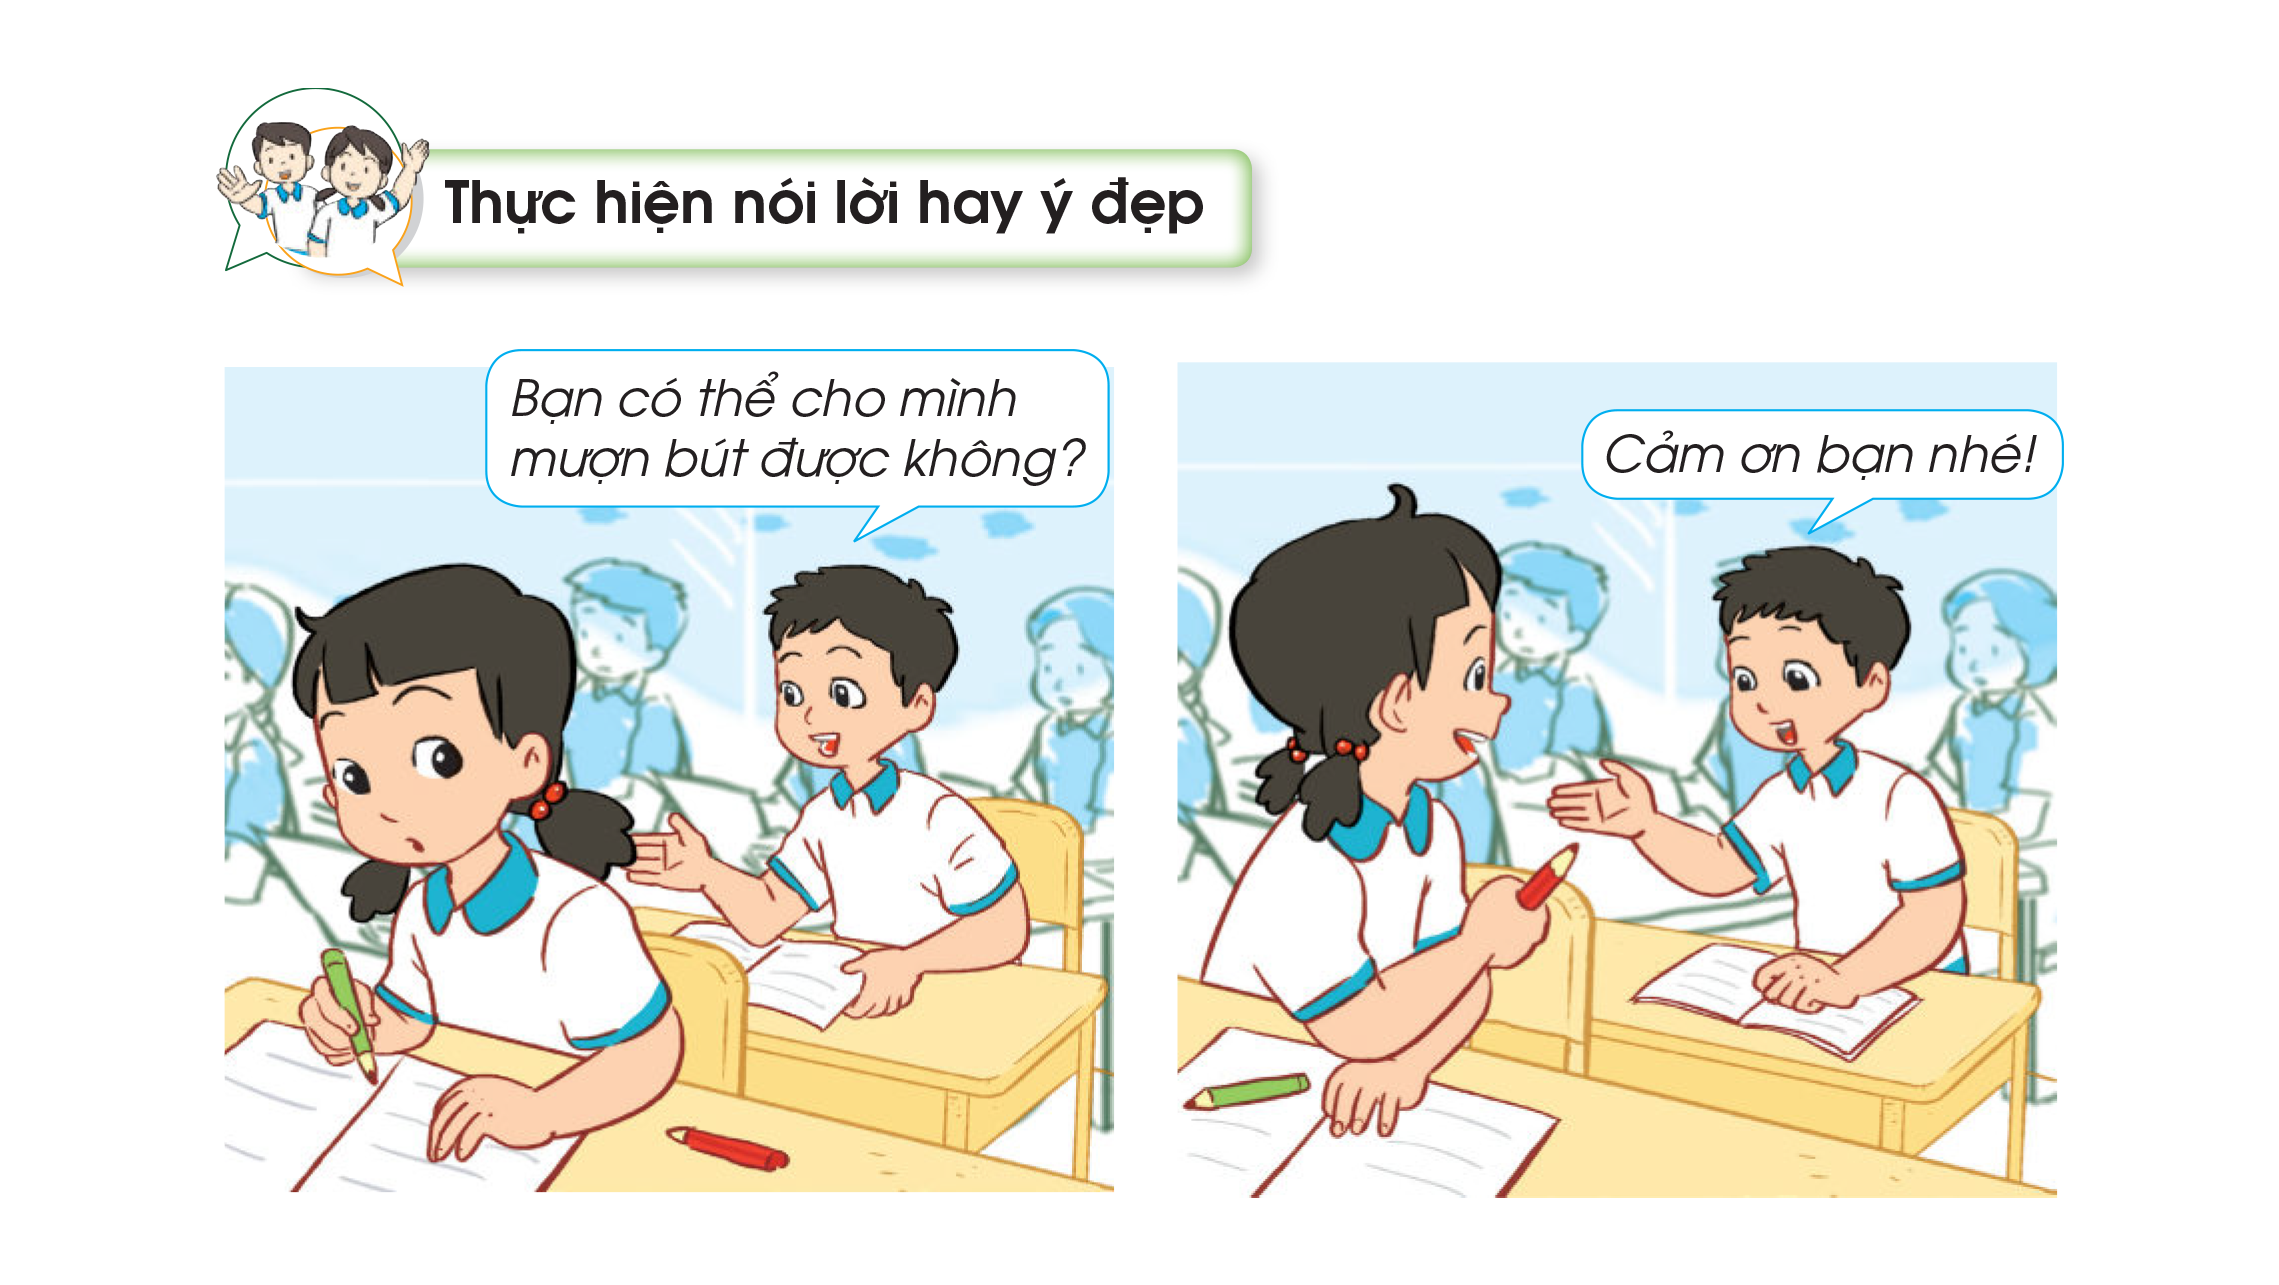 Thực hiện nói lời hay ý đẹp
Bạn có thể cho mình
mượn bút được không?
Cảm ơn bạn nhé!